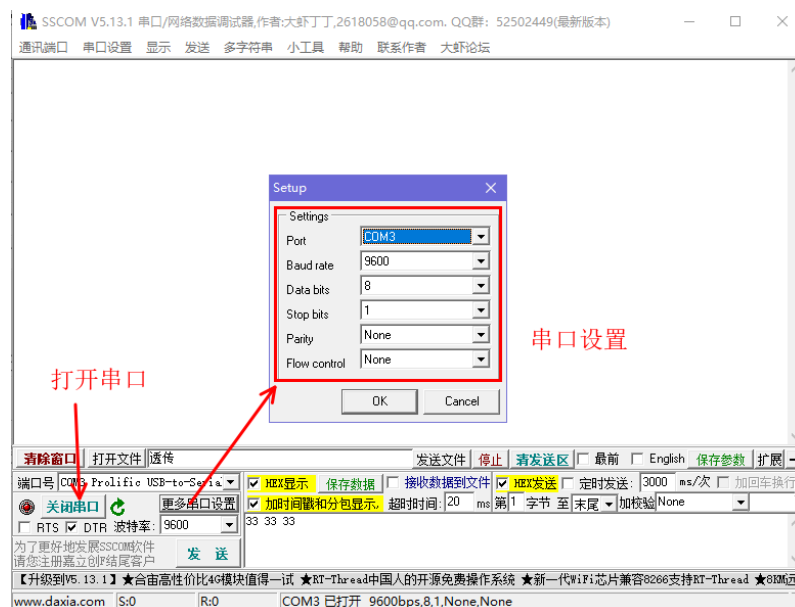 SSCOM V5.13.1 串口/网络数据调试器,作者:大虾丁丁,2618058@qq.com. QQ群: 52502449(最新版本)
通讯端口 串口设置 显示 发送 多字符串 小工具 帮助 联系作者 大虾论坛
Setup
Settings
Port COM3
Baud rate 9600
Data bits 8
Stop bits 1
Parity None
Flow control None
OK Cancel
串口设置
打开串口
清除窗口 打开文件 透传 发送文件 停止 清发送区 最前 English 保存参数 扩展
端口号 COM3 Prolific USB-to-Seria HEX显示 保存数据 接收数据到文件 HEX发送 定时发送: 3000 ms/次 加回车换行
关闭串口 更多串口设置 加时间戳和分包显示, 超时时间: 20 ms 第1 字节 至 末尾 加校验 None
RTS DTR 波特率: 9600 33 33 33
为了更好地发展SSCOM软件
请您注册嘉立创F结尾客户
发 送
【升级到V5.13.1】★合宙高性价比4G模块值得一试 ★RT-Thread中国人的开源免费操作系统 ★新一代WiFi芯片兼容8266支持RT-Thread ★8KM远
www.daxia.com S:0 R:0 COM3 已打开 9600bps,8,1,None,None